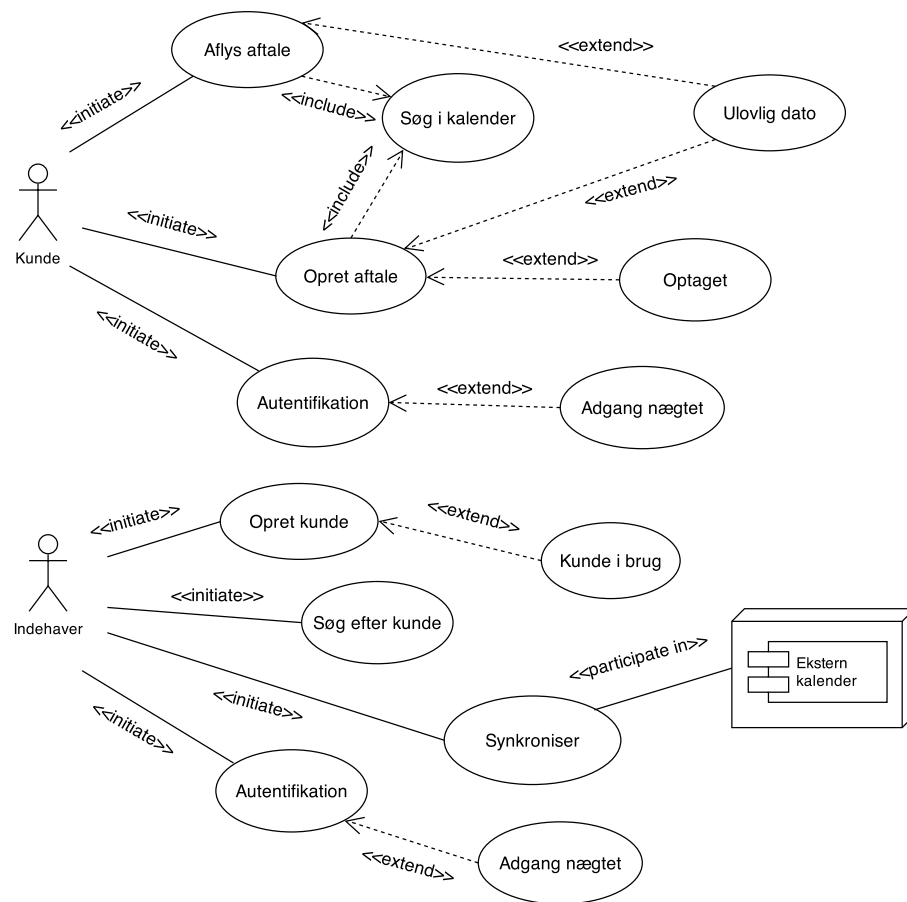 Aflys aftale
<<extend>>
<<initiate>>
<<include>>
Søg i kalender
Ulovlig dato
<<include>>
<<extend>>
<<initiate>>
Kunde
Opret aftale
<<extend>>
Optaget
<<initiate>>
Autentifikation
<<extend>>
Adgang nægtet
<<initiate>>
Opret kunde
<<extend>>
Kunde i brug
<<initiate>>
Søg efter kunde
Indehaver
<<participate in>>
Ekstern
kalender
<<initiate>>
Synkroniser
<<initiate>>
Autentifikation
<<extend>>
Adgang nægtet